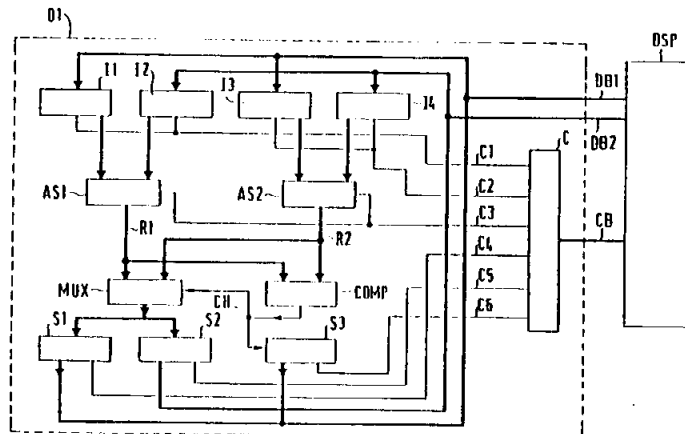 D1
DSP
I1
I2
I3
I4
DB1
DB2
C1
C
C2
AS1
AS2
C3
CB
R1
R2
C4
MUX
COMP
C5
CH
C6
S1
S2
S3